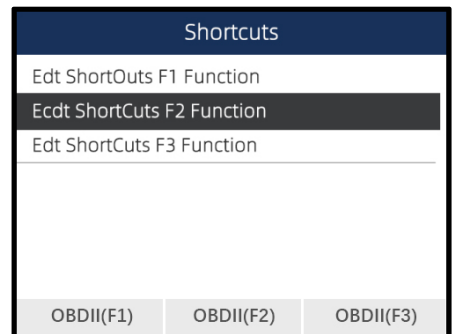 Shortcuts
Edt ShortOuts F1 Function
Ecdt ShortCuts F2 Function
Edt ShortCuts F3 Function
OBDII(F1) OBDII(F2) OBDII(F3)